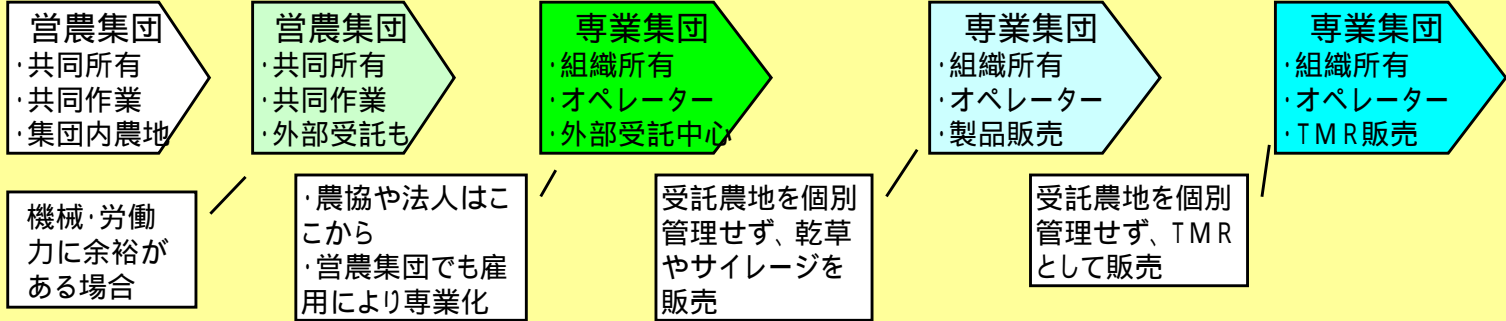 営農集団
・共同所有
・共同作業
・集団内農地
営農集団
・共同所有
・共同作業
・外部受託も
専業集団
・組織所有
・オペレーター
・外部受託中心
専業集団
・組織所有
・オペレーター
・製品販売
専業集団
・組織所有
・オペレーター
・TMR販売
機械・労働
力に余裕が
ある場合
・農協や法人はこ
こから
・営農集団でも雇
用により専業化
受託農地を個別
管理せず、乾草
やサイレージを
販売
受託農地を個別
管理せず、TMR
として販売